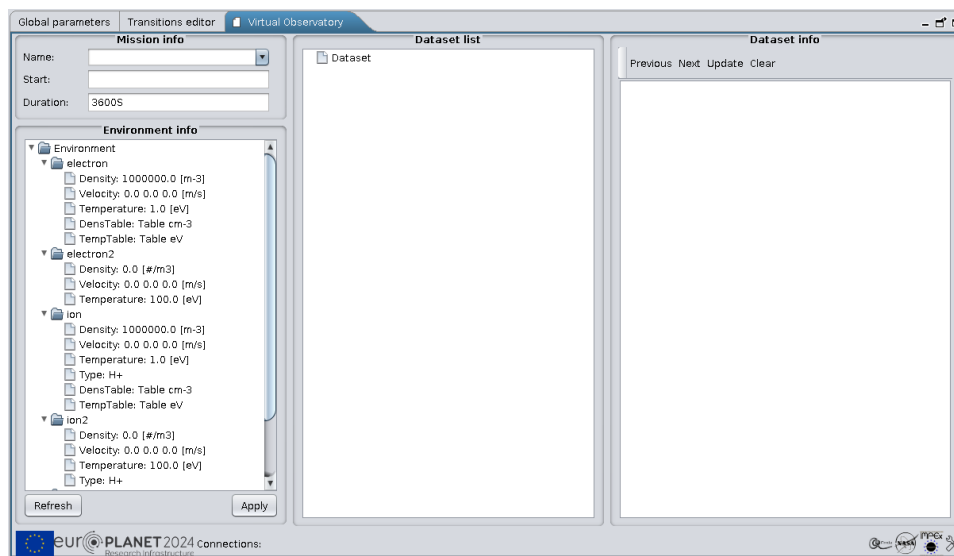 Global parameters Transitions editor Virtual Observatory
Mission info
Name:
Start:
Duration: 3600S
Environment info
Environment
electron
Density: 1000000.0 [m-3]
Velocity: 0.0 0.0 0.0 [m/s]
Temperature: 1.0 [eV]
DensTable: Table cm-3
TempTable: Table eV
electron2
Density: 0.0 [#/m3]
Velocity: 0.0 0.0 0.0 [m/s]
Temperature: 100.0 [eV]
ion
Density: 1000000.0 [m-3]
Velocity: 0.0 0.0 0.0 [m/s]
Temperature: 1.0 [eV]
Type: H+
DensTable: Table cm-3
TempTable: Table eV
ion2
Density: 0.0 [#/m3]
Velocity: 0.0 0.0 0.0 [m/s]
Temperature: 100.0 [eV]
Type: H+
Refresh Apply
Dataset list
Dataset
Dataset info
Previous Next Update Clear
eur PLANET 2024
Research Infrastructure
Connections:
NASA